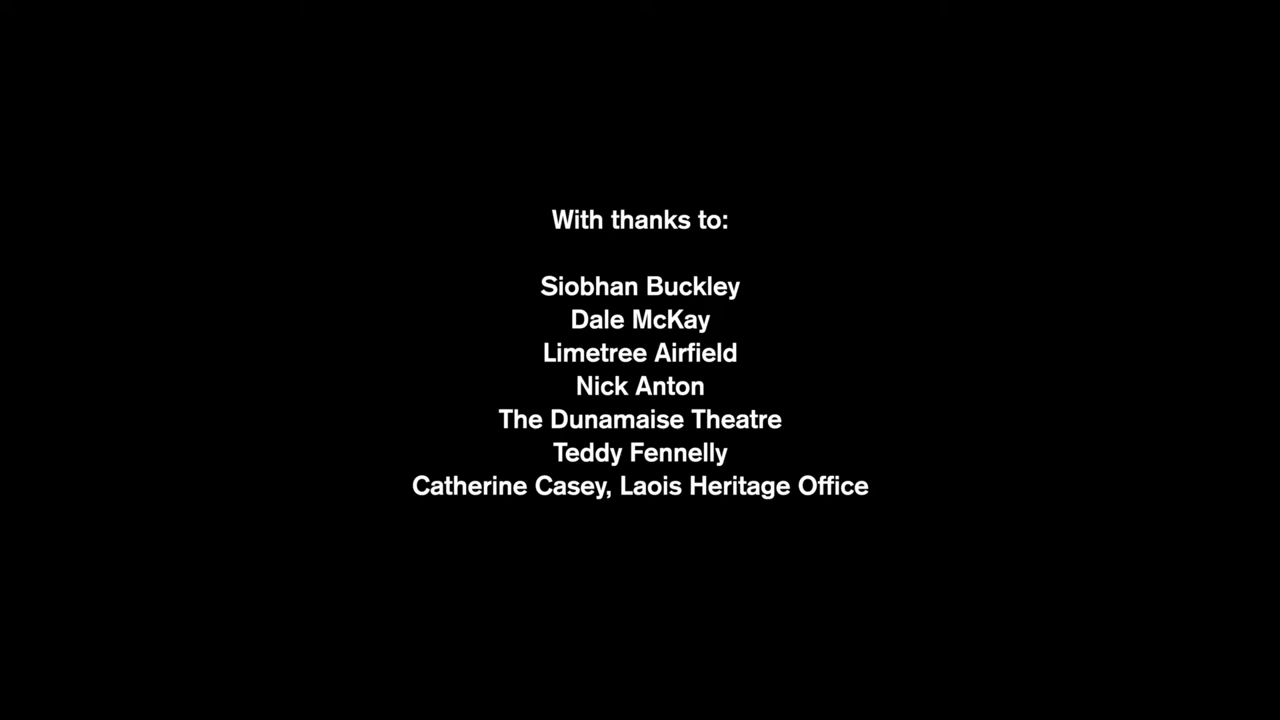 With thanks to:
Siobhan Buckley
Dale McKay
Limetree Airfield
Nick Anton
The Dunamaise Theatre
Teddy Fennelly
Catherine Casey, Laois Heritage Office